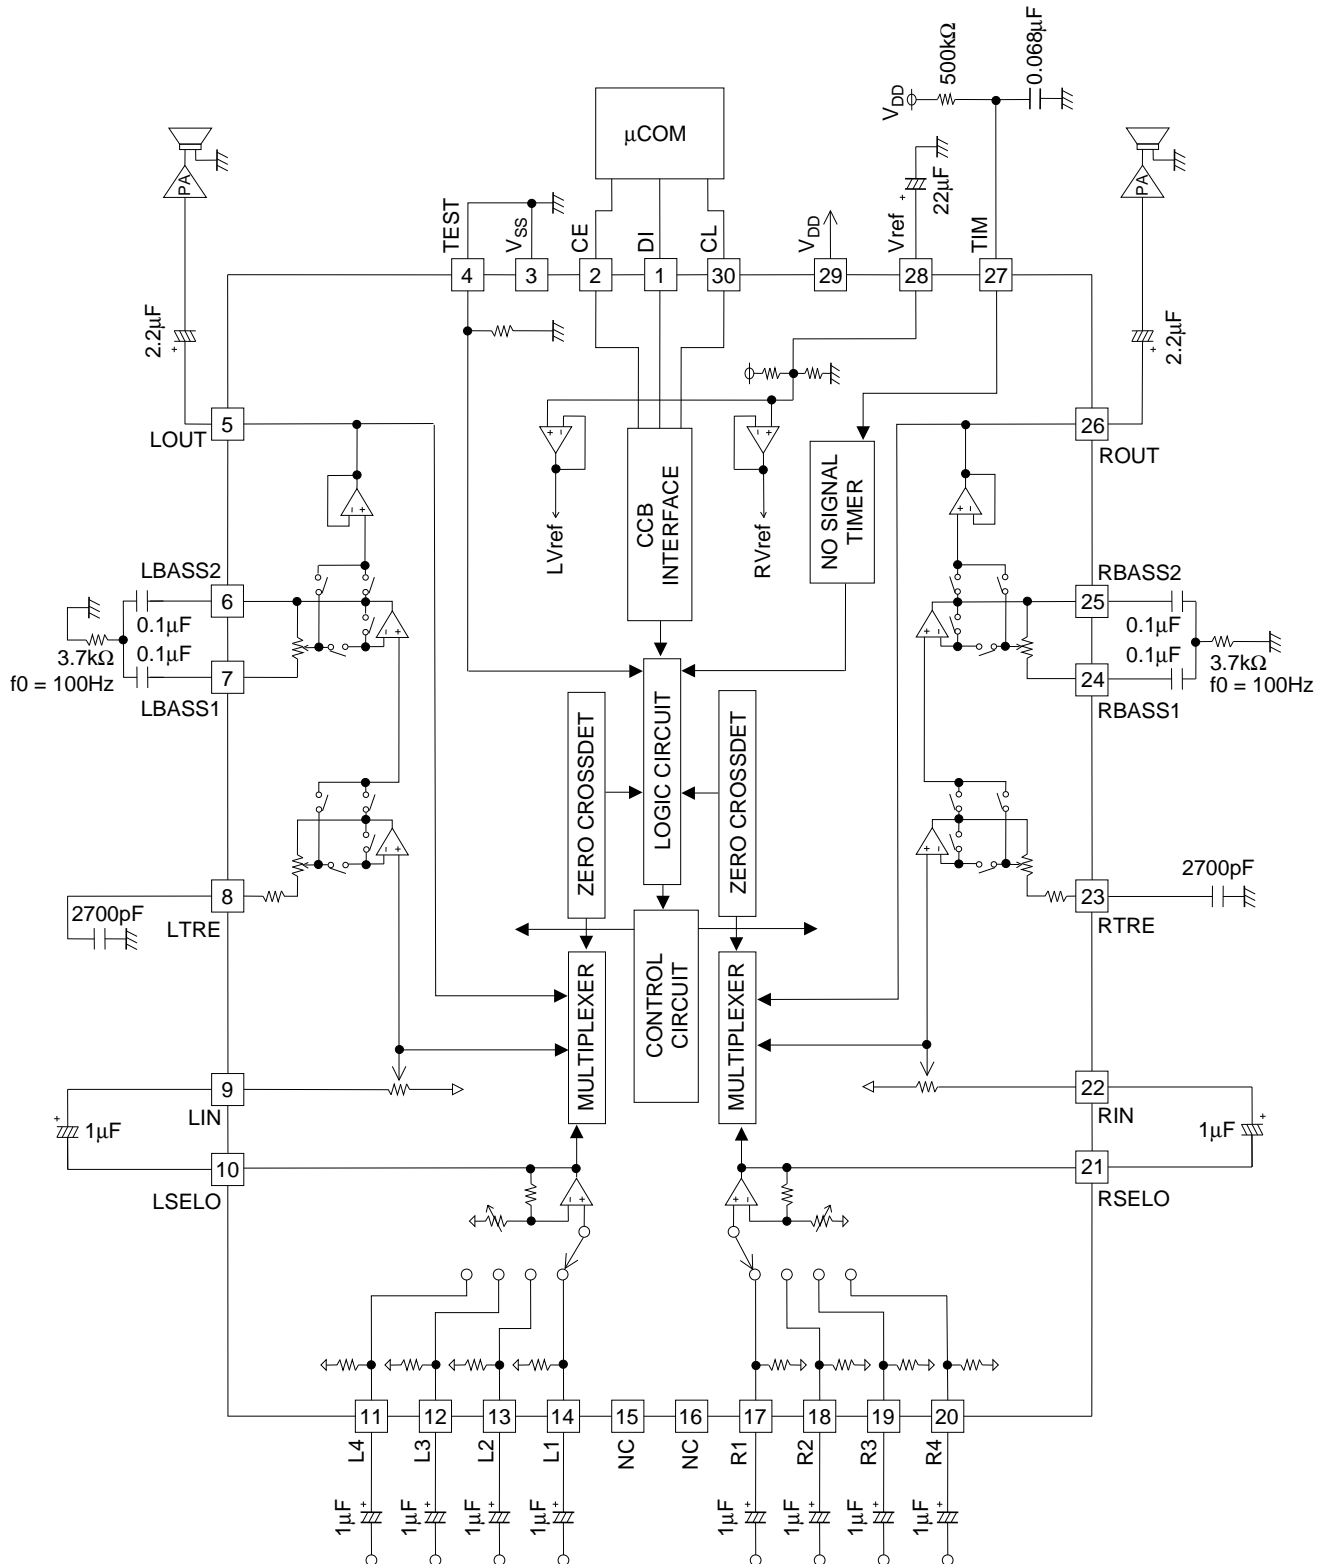 500kΩ
0.068µF
VDD
µCOM
PA
PA
22µF
TEST
VSS
CE
DI
CL
VDD
Vref
TIM
4
3
2
1
30
29
28
27
2.2µF
2.2µF
5
LOUT
26
ROUT
LVref
CCB
INTERFACE
RVref
NO SIGNAL
TIMER
LBASS2
6
0.1µF
0.1µF
3.7kΩ
f0 = 100Hz
7
LBASS1
RBASS2
25
0.1µF
0.1µF
3.7kΩ
f0 = 100Hz
24
RBASS1
ZERO CROSSDET
LOGIC CIRCUIT
ZERO CROSSDET
8
2700pF
LTRE
23
2700pF
RTRE
MULTIPLEXER
CONTROL
CIRCUIT
MULTIPLEXER
9
LIN
22
RIN
1µF
1µF
10
LSELO
21
RSELO
11
12
13
14
15
16
17
18
19
20
L4
L3
L2
L1
NC
NC
R1
R2
R3
R4
1µF
1µF
1µF
1µF
1µF
1µF
1µF
1µF